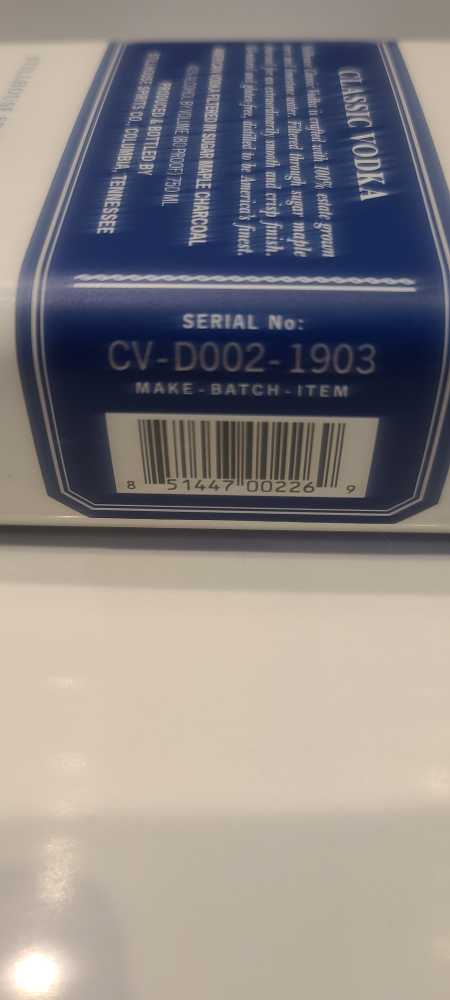 CLASSIC VODKA
Vodka is crafted with 100% estate grown
corn and limestone water. Filtered through sugar maple
charcoal for an extraordinarily smooth and crisp finish.
and gluten-free, distilled to be America's finest.
VODKA FILTERED IN SUGAR MAPLE CHARCOAL
40% ALCOHOL BY VOLUME (80 PROOF) 750 ML
PRODUCED & BOTTLED BY
STILLHOUSE SPIRITS CO., COLUMBIA, TENNESSEE
SERIAL No:
CV-D002-1903
MAKE-BATCH-ITEM
8 51447 00226 9
STILLHOUSE